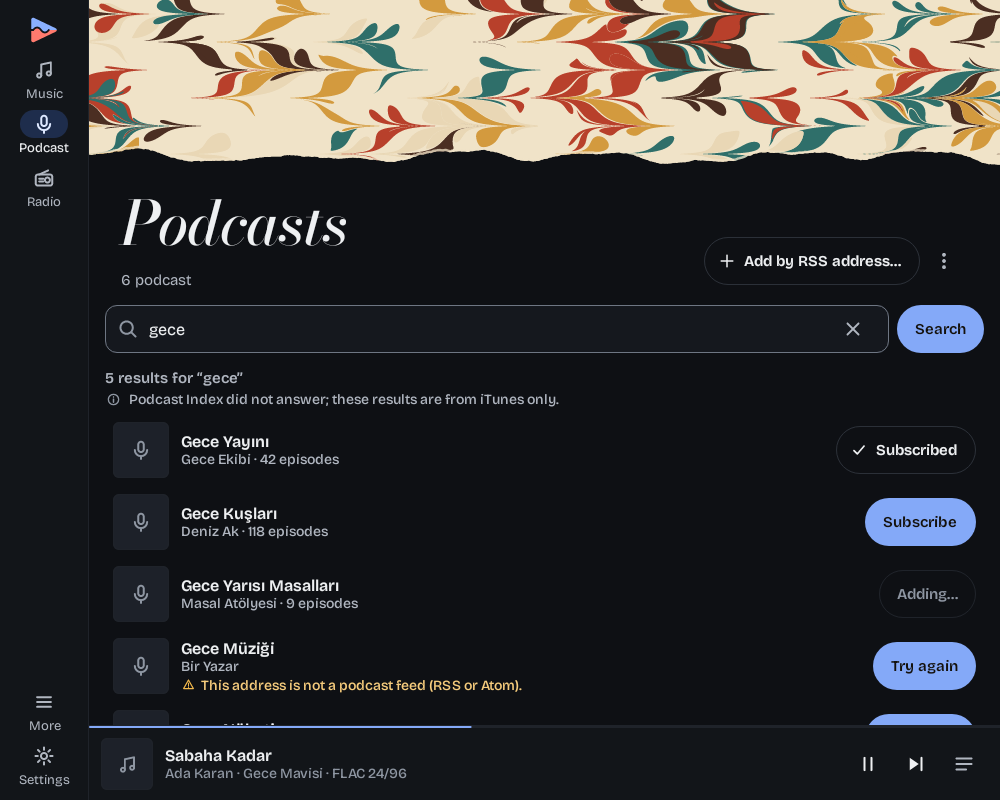 Music
Podcast
Radio
More
Settings
Podcasts
6 podcast
Add by RSS address...
gece
Search
5 results for “gece”
Podcast Index did not answer; these results are from iTunes only.
Gece Yayını
Gece Ekibi · 42 episodes
Subscribed
Gece Kuşları
Deniz Ak · 118 episodes
Subscribe
Gece Yarısı Masalları
Masal Atölyesi · 9 episodes
Adding...
Gece Müziği
Bir Yazar
This address is not a podcast feed (RSS or Atom).
Try again
Sabaha Kadar
Ada Karan · Gece Mavisi · FLAC 24/96